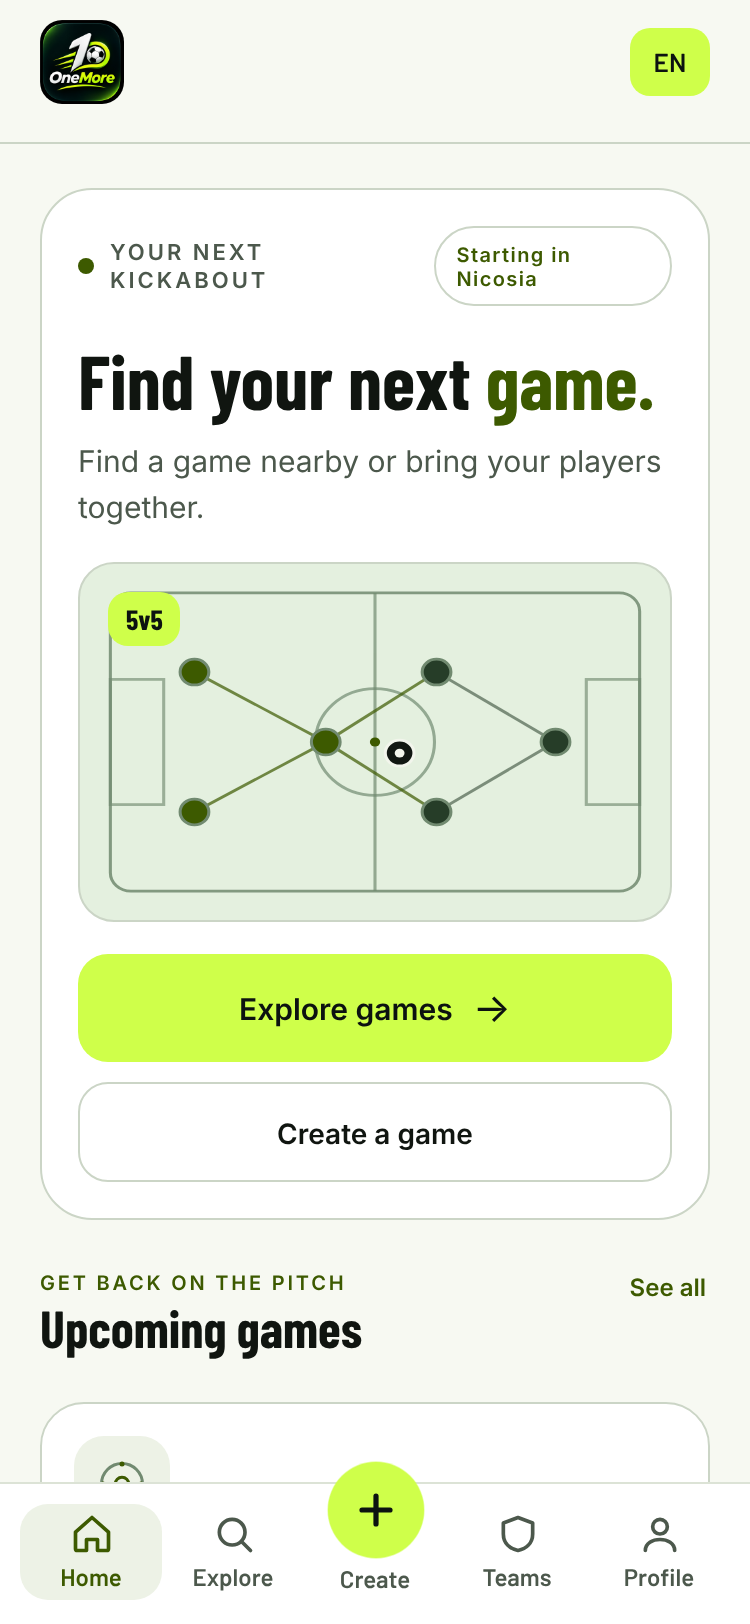 OneMore
EN
YOUR NEXT
KICKABOUT
Starting in
Nicosia
Find your next game.
Find a game nearby or bring your players
together.
5v5
Explore games
Create a game
GET BACK ON THE PITCH
See all
Upcoming games
Home
Explore
Create
Teams
Profile